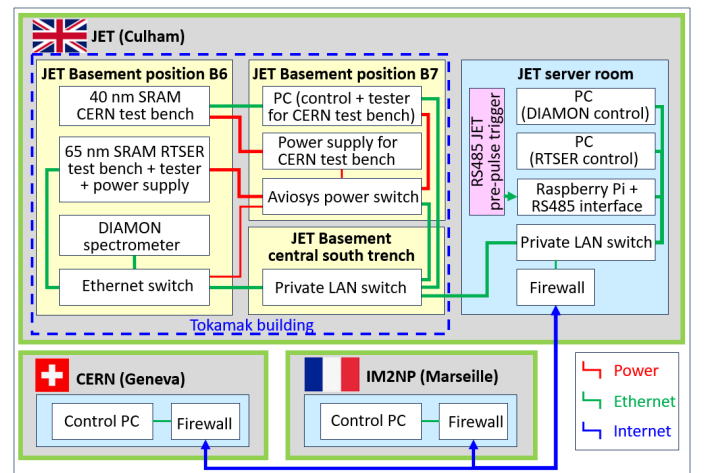 JET (Culham)
JET Basement position B6
40 nm SRAM
CERN test bench
65 nm SRAM RTSER
test bench + tester
+ power supply
DIAMON
spectrometer
Ethernet switch
JET Basement position B7
PC (control + tester
for CERN test bench)
Power supply for
CERN test bench
Aviosys power switch
JET Basement
central south trench
Private LAN switch
Tokamak building
JET server room
RS485 JET
pre-pulse trigger
PC
(DIAMON control)
PC
(RTSER control)
Raspberry Pi +
RS485 interface
Private LAN switch
Firewall
CERN (Geneva)
Control PC
Firewall
IM2NP (Marseille)
Control PC
Firewall
Power
Ethernet
Internet